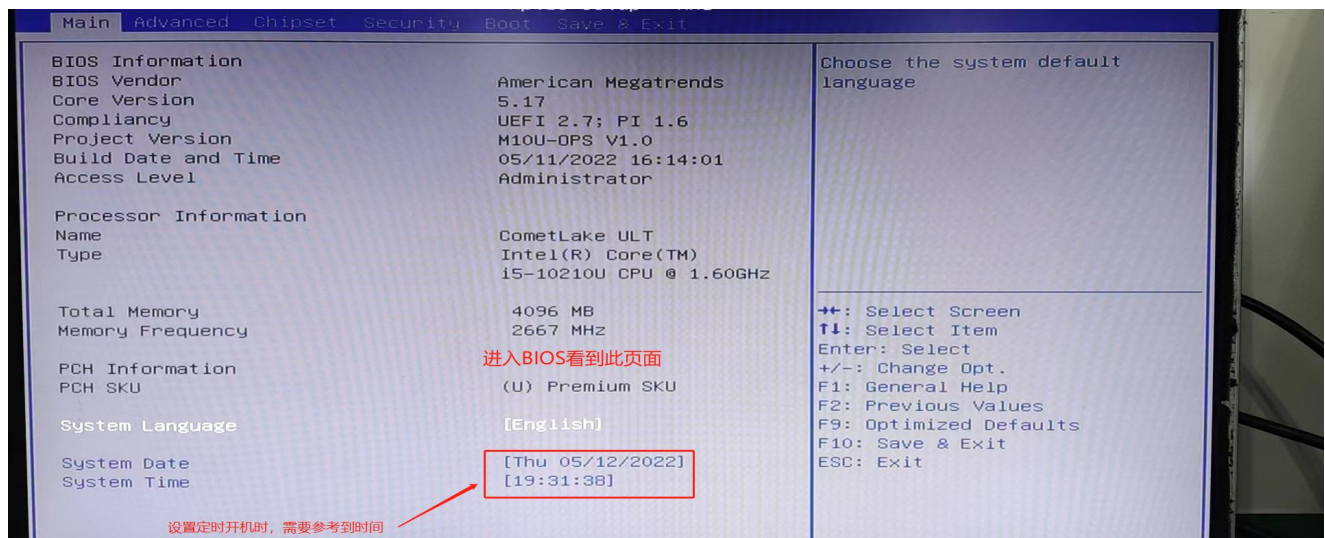 Main Advanced Chipset Security Boot Save & Exit
BIOS Information
BIOS Vendor American Megatrends
Core Version 5.17
Compliancy UEFI 2.7; PI 1.6
Project Version M10U-OPS V1.0
Build Date and Time 05/11/2022 16:14:01
Access Level Administrator
Processor Information
Name CometLake ULT
Type Intel(R) Core(TM)
i5-10210U CPU @ 1.60GHz
Total Memory 4096 MB
Memory Frequency 2667 MHz
进入BIOS看到此页面
PCH Information
PCH SKU (U) Premium SKU
System Language [English]
System Date [Thu 05/12/2022]
System Time [19:31:38]
设置定时开机时，需要参考到时间
Choose the system default
language
→←: Select Screen
↑↓: Select Item
Enter: Select
+/-: Change Opt.
F1: General Help
F2: Previous Values
F9: Optimized Defaults
F10: Save & Exit
ESC: Exit